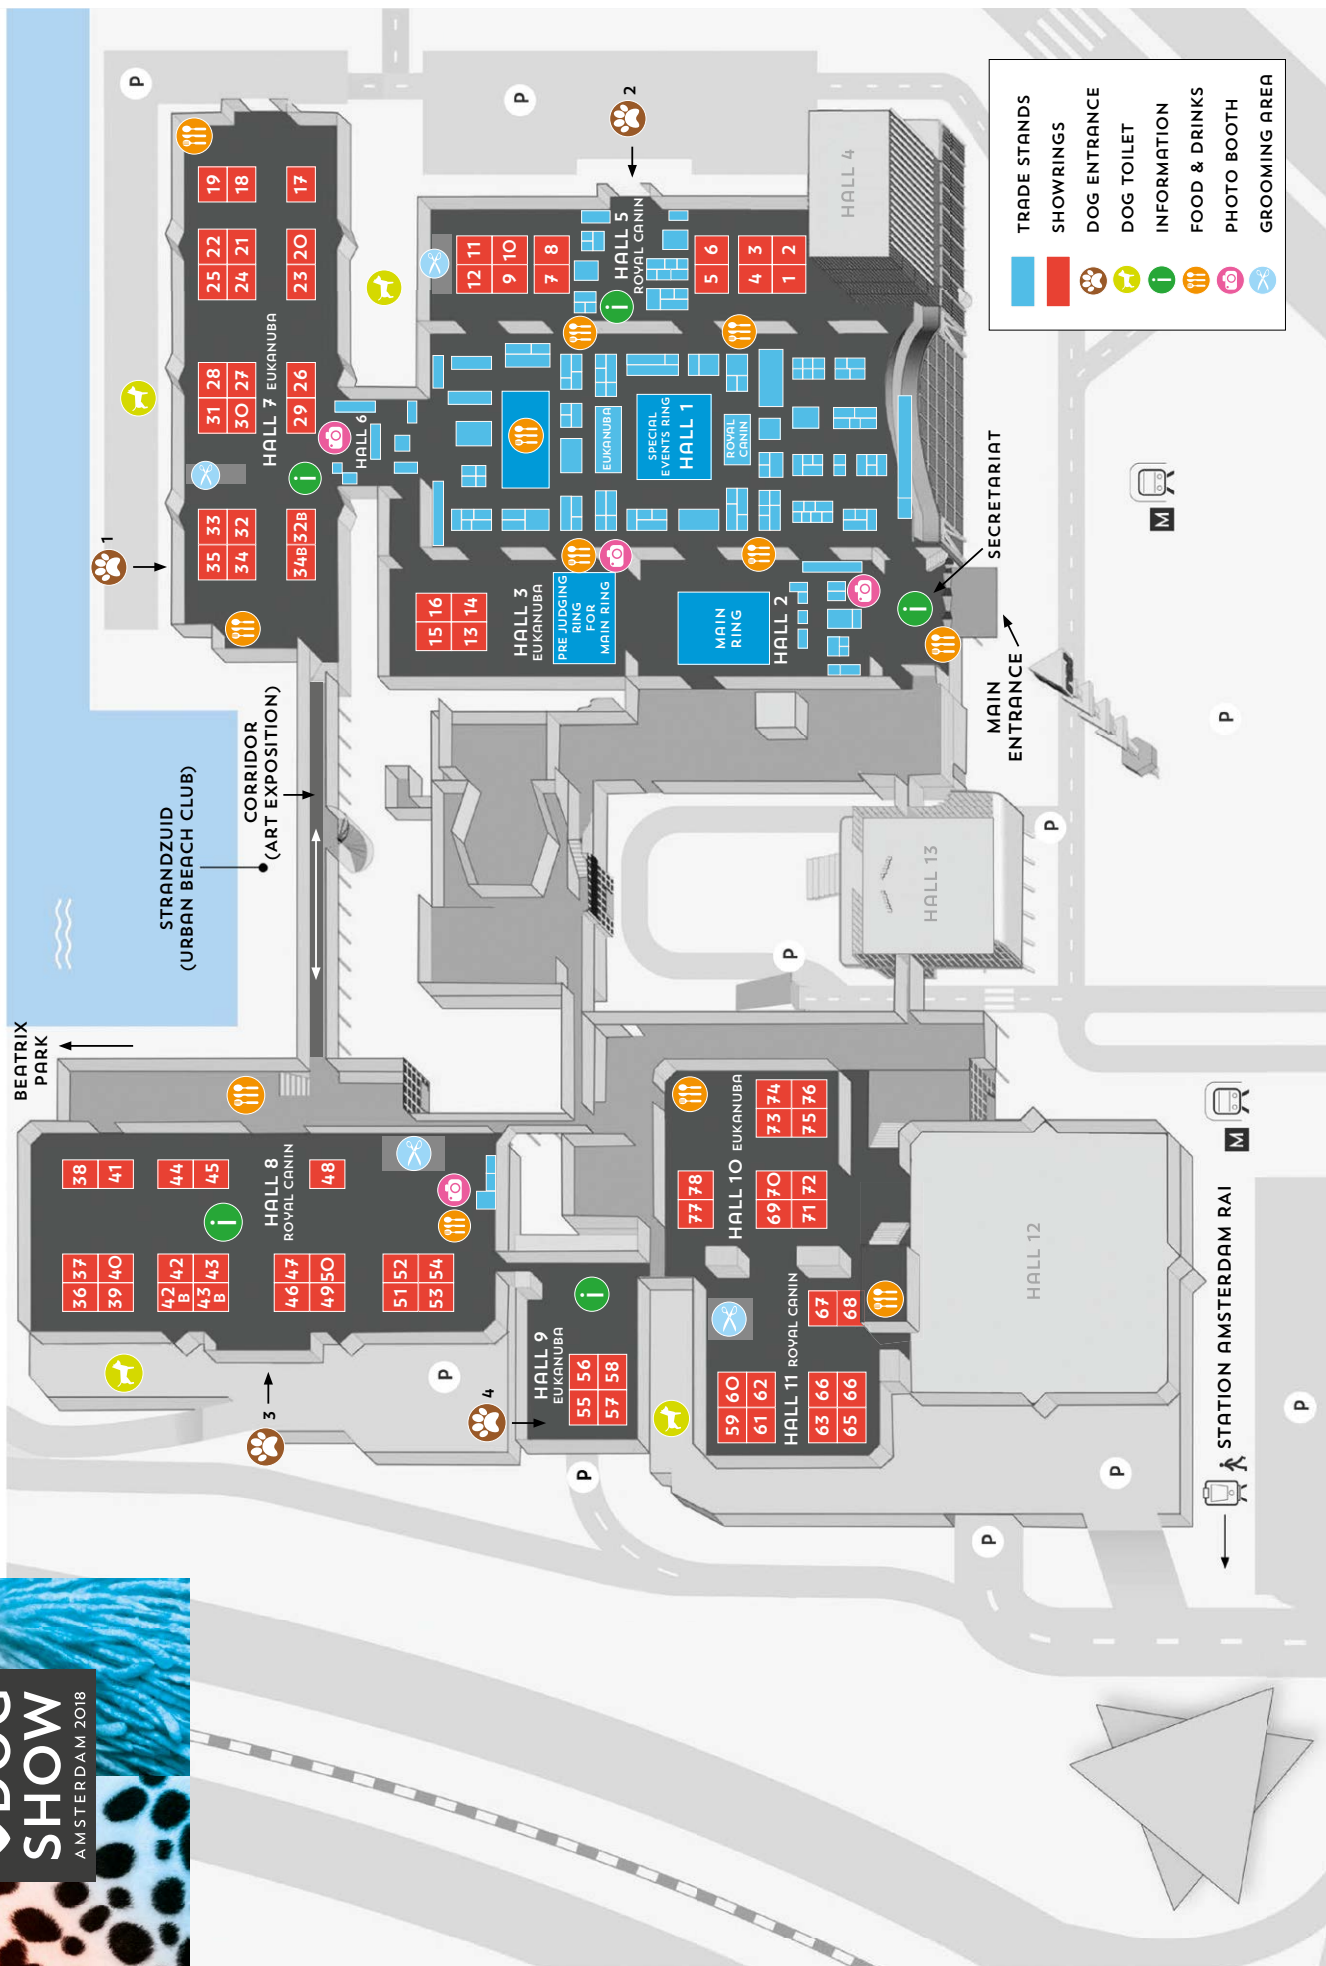 SHOW
AMSTERDAM 2018
BEATRIX
PARK
STRANDZUID
(URBAN BEACH CLUB)
CORRIDOR
(ART EXPOSITION)
P
1
19
18
17
22
25
21
24
20
23
28
31
27
30
26
29
HALL 7 EUKANUBA
33
35
32
34
32B
34B
HALL 6
P
2
11
12
10
9
8
7
HALL 5
ROYAL CANIN
6
5
3
4
2
1
HALL 4
EUKANUBA
SPECIAL
EVENTS RING
HALL 1
ROYAL
CANIN
16
15
14
13
HALL 3
EUKANUBA
PRE JUDGING
RING
FOR
MAIN RING
MAIN
RING
HALL 2
SECRETARIAT
MAIN
ENTRANCE
TRADE STANDS
SHOWRINGS
DOG ENTRANCE
DOG TOILET
INFORMATION
FOOD & DRINKS
PHOTO BOOTH
GROOMING AREA
M
P
P
HALL 13
P
38
41
44
45
48
HALL 8
ROYAL CANIN
36 37
39 40
42
B
42
43
B
43
46 47
49 50
51 52
53 54
3
P
4
HALL 9
EUKANUBA
55 56
57 58
P
HALL 10 EUKANUBA
73 74
75 76
77 78
69 70
71 72
HALL 11 ROYAL CANIN
67
68
59 60
61 62
63 66
65 66
HALL 12
M
P
P
P
STATION AMSTERDAM RAI